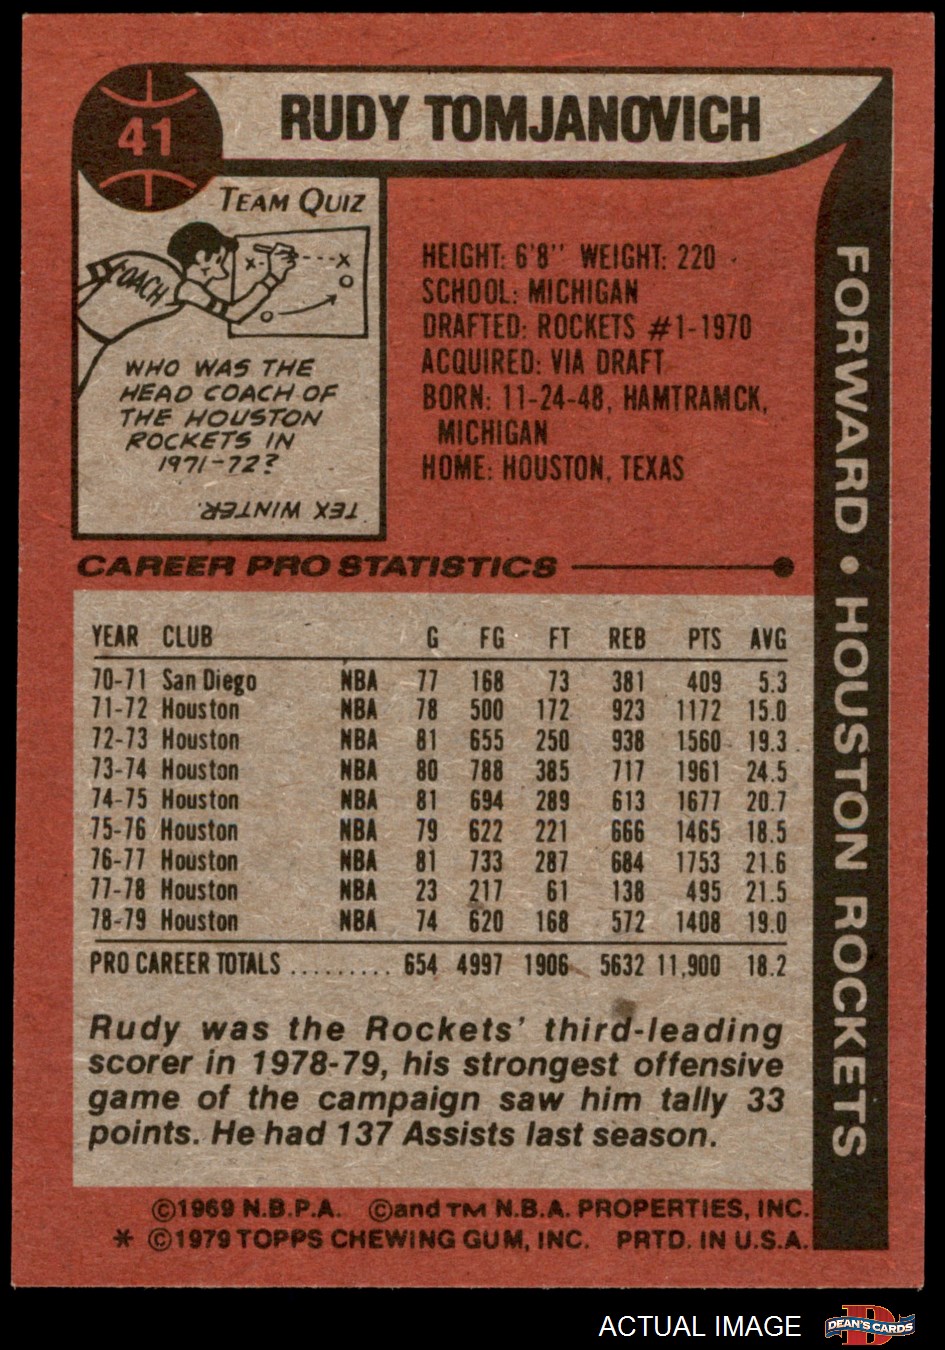 41
RUDY TOMJANOVICH
TEAM QUIZ
COACH
WHO WAS THE
HEAD COACH OF
THE HOUSTON
ROCKETS IN
1971-72?
TEX WINTER.
HEIGHT: 6'8" WEIGHT: 220
SCHOOL: MICHIGAN
DRAFTED: ROCKETS #1-1970
ACQUIRED: VIA DRAFT
BORN: 11-24-48, HAMTRAMCK,
MICHIGAN
HOME: HOUSTON, TEXAS
FORWARD • HOUSTON ROCKETS
CAREER PRO STATISTICS
YEAR CLUB G FG FT REB PTS AVG
70-71 San Diego NBA 77 168 73 381 409 5.3
71-72 Houston NBA 78 500 172 923 1172 15.0
72-73 Houston NBA 81 655 250 938 1560 19.3
73-74 Houston NBA 80 788 385 717 1961 24.5
74-75 Houston NBA 81 694 289 613 1677 20.7
75-76 Houston NBA 79 622 221 666 1465 18.5
76-77 Houston NBA 81 733 287 684 1753 21.6
77-78 Houston NBA 23 217 61 138 495 21.5
78-79 Houston NBA 74 620 168 572 1408 19.0
PRO CAREER TOTALS ......... 654 4997 1906 5632 11,900 18.2
Rudy was the Rockets' third-leading
scorer in 1978-79, his strongest offensive
game of the campaign saw him tally 33
points. He had 137 Assists last season.
©1969 N.B.P.A. ©and TM N.B.A. PROPERTIES, INC.
* ©1979 TOPPS CHEWING GUM, INC. PRTD. IN U.S.A.
ACTUAL IMAGE
DEAN'S CARDS